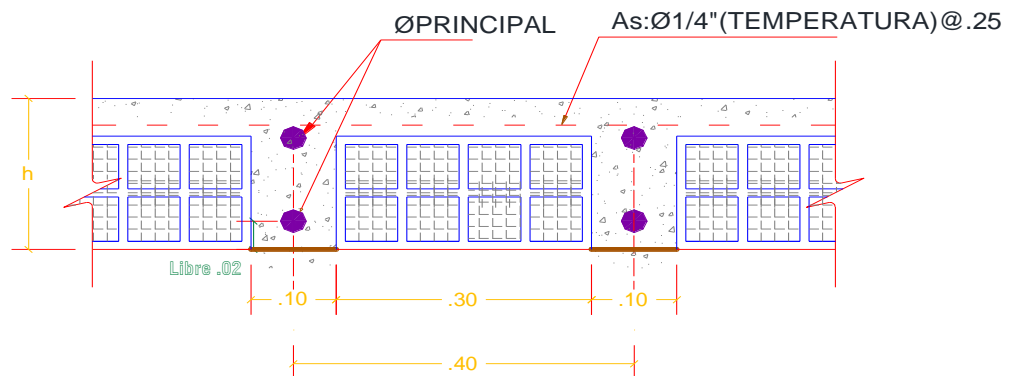 ØPRINCIPAL
As:Ø1/4"(TEMPERATURA)@.25
h
Libre .02
.10
.30
.10
.40